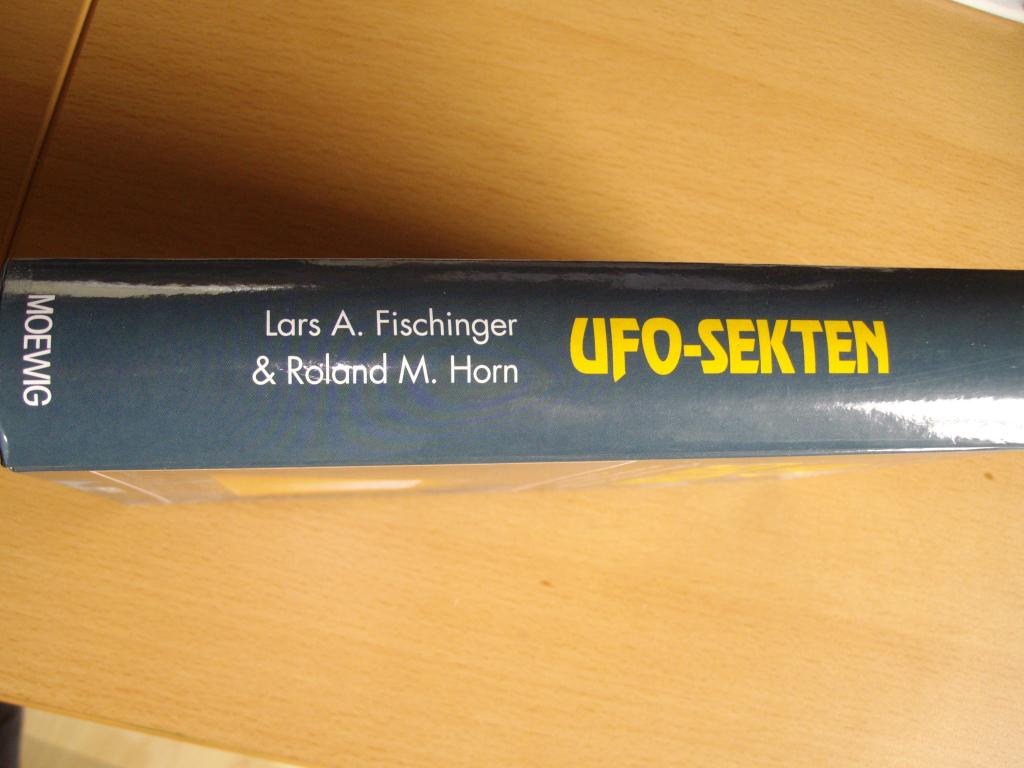 MOEWIG
Lars A. Fischinger
& Roland M. Horn
UFO-SEKTEN